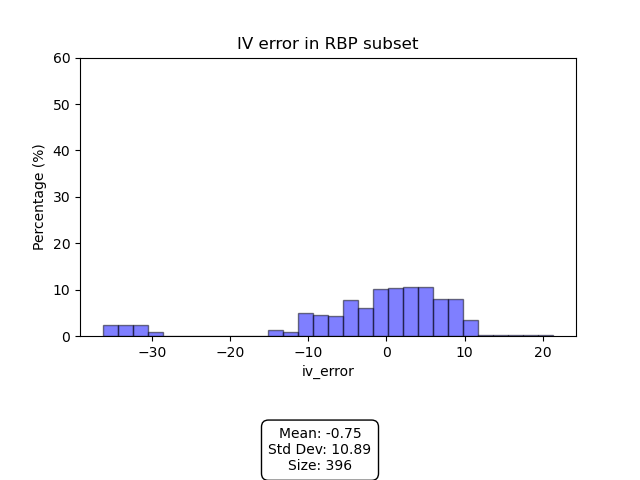 IV error in RBP subset
60
50
40
30
20
10
0
Percentage (%)
−30
−20
−10
0
10
20
iv_error
Mean: -0.75
Std Dev: 10.89
Size: 396